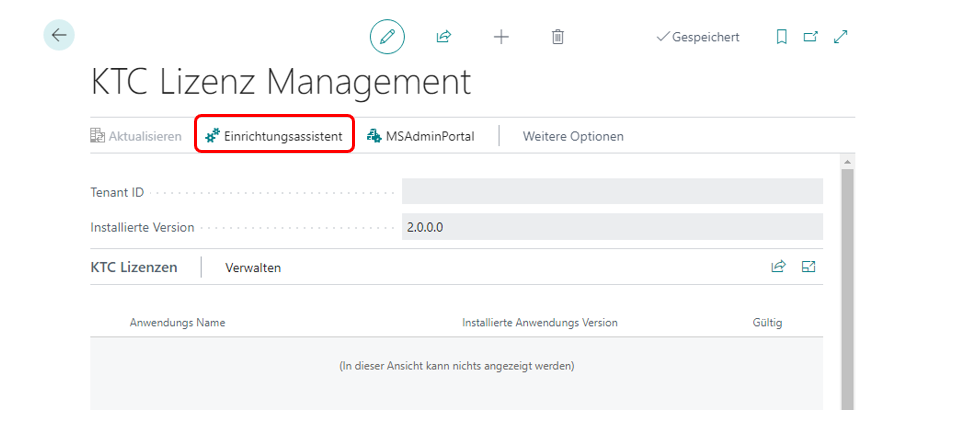 Gespeichert
KTC Lizenz Management
Aktualisieren Einrichtungsassistent MSAdminPortal Weitere Optionen
Tenant ID
Installierte Version 2.0.0.0
KTC Lizenzen Verwalten
Anwendungs Name Installierte Anwendungs Version Gültig
(In dieser Ansicht kann nichts angezeigt werden)